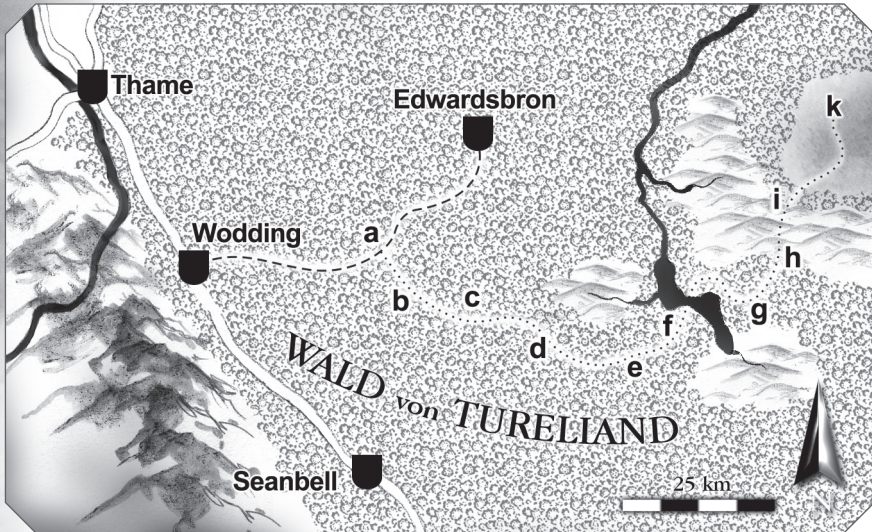 Thame
Edwardsbron
k
i
Wodding
a
h
b
c
g
f
d
e
WALD von TURELIAND
Seanbell
25 km
N